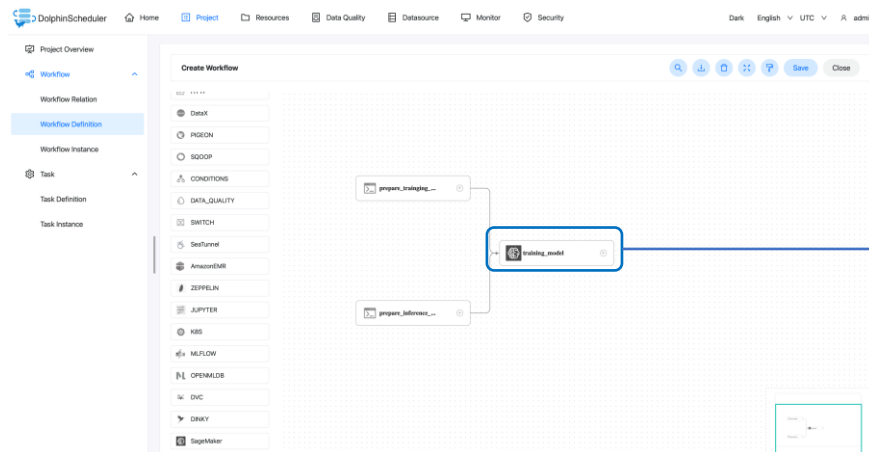 DolphinScheduler Home Project Resources Data Quality Datasource Monitor Security Dark English UTC admi
Project Overview
Workflow
Workflow Relation
Workflow Definition
Workflow Instance
Task
Task Definition
Task Instance
Create Workflow
Save Close
DataX
PIGEON
SQOOP
CONDITIONS
DATA_QUALITY
SWITCH
SeaTunnel
AmazonEMR
ZEPPELIN
JUPYTER
K8S
MLFLOW
OPENMLDB
DVC
DINKY
SageMaker
prepare_trainging_...
training_model
prepare_inference_...